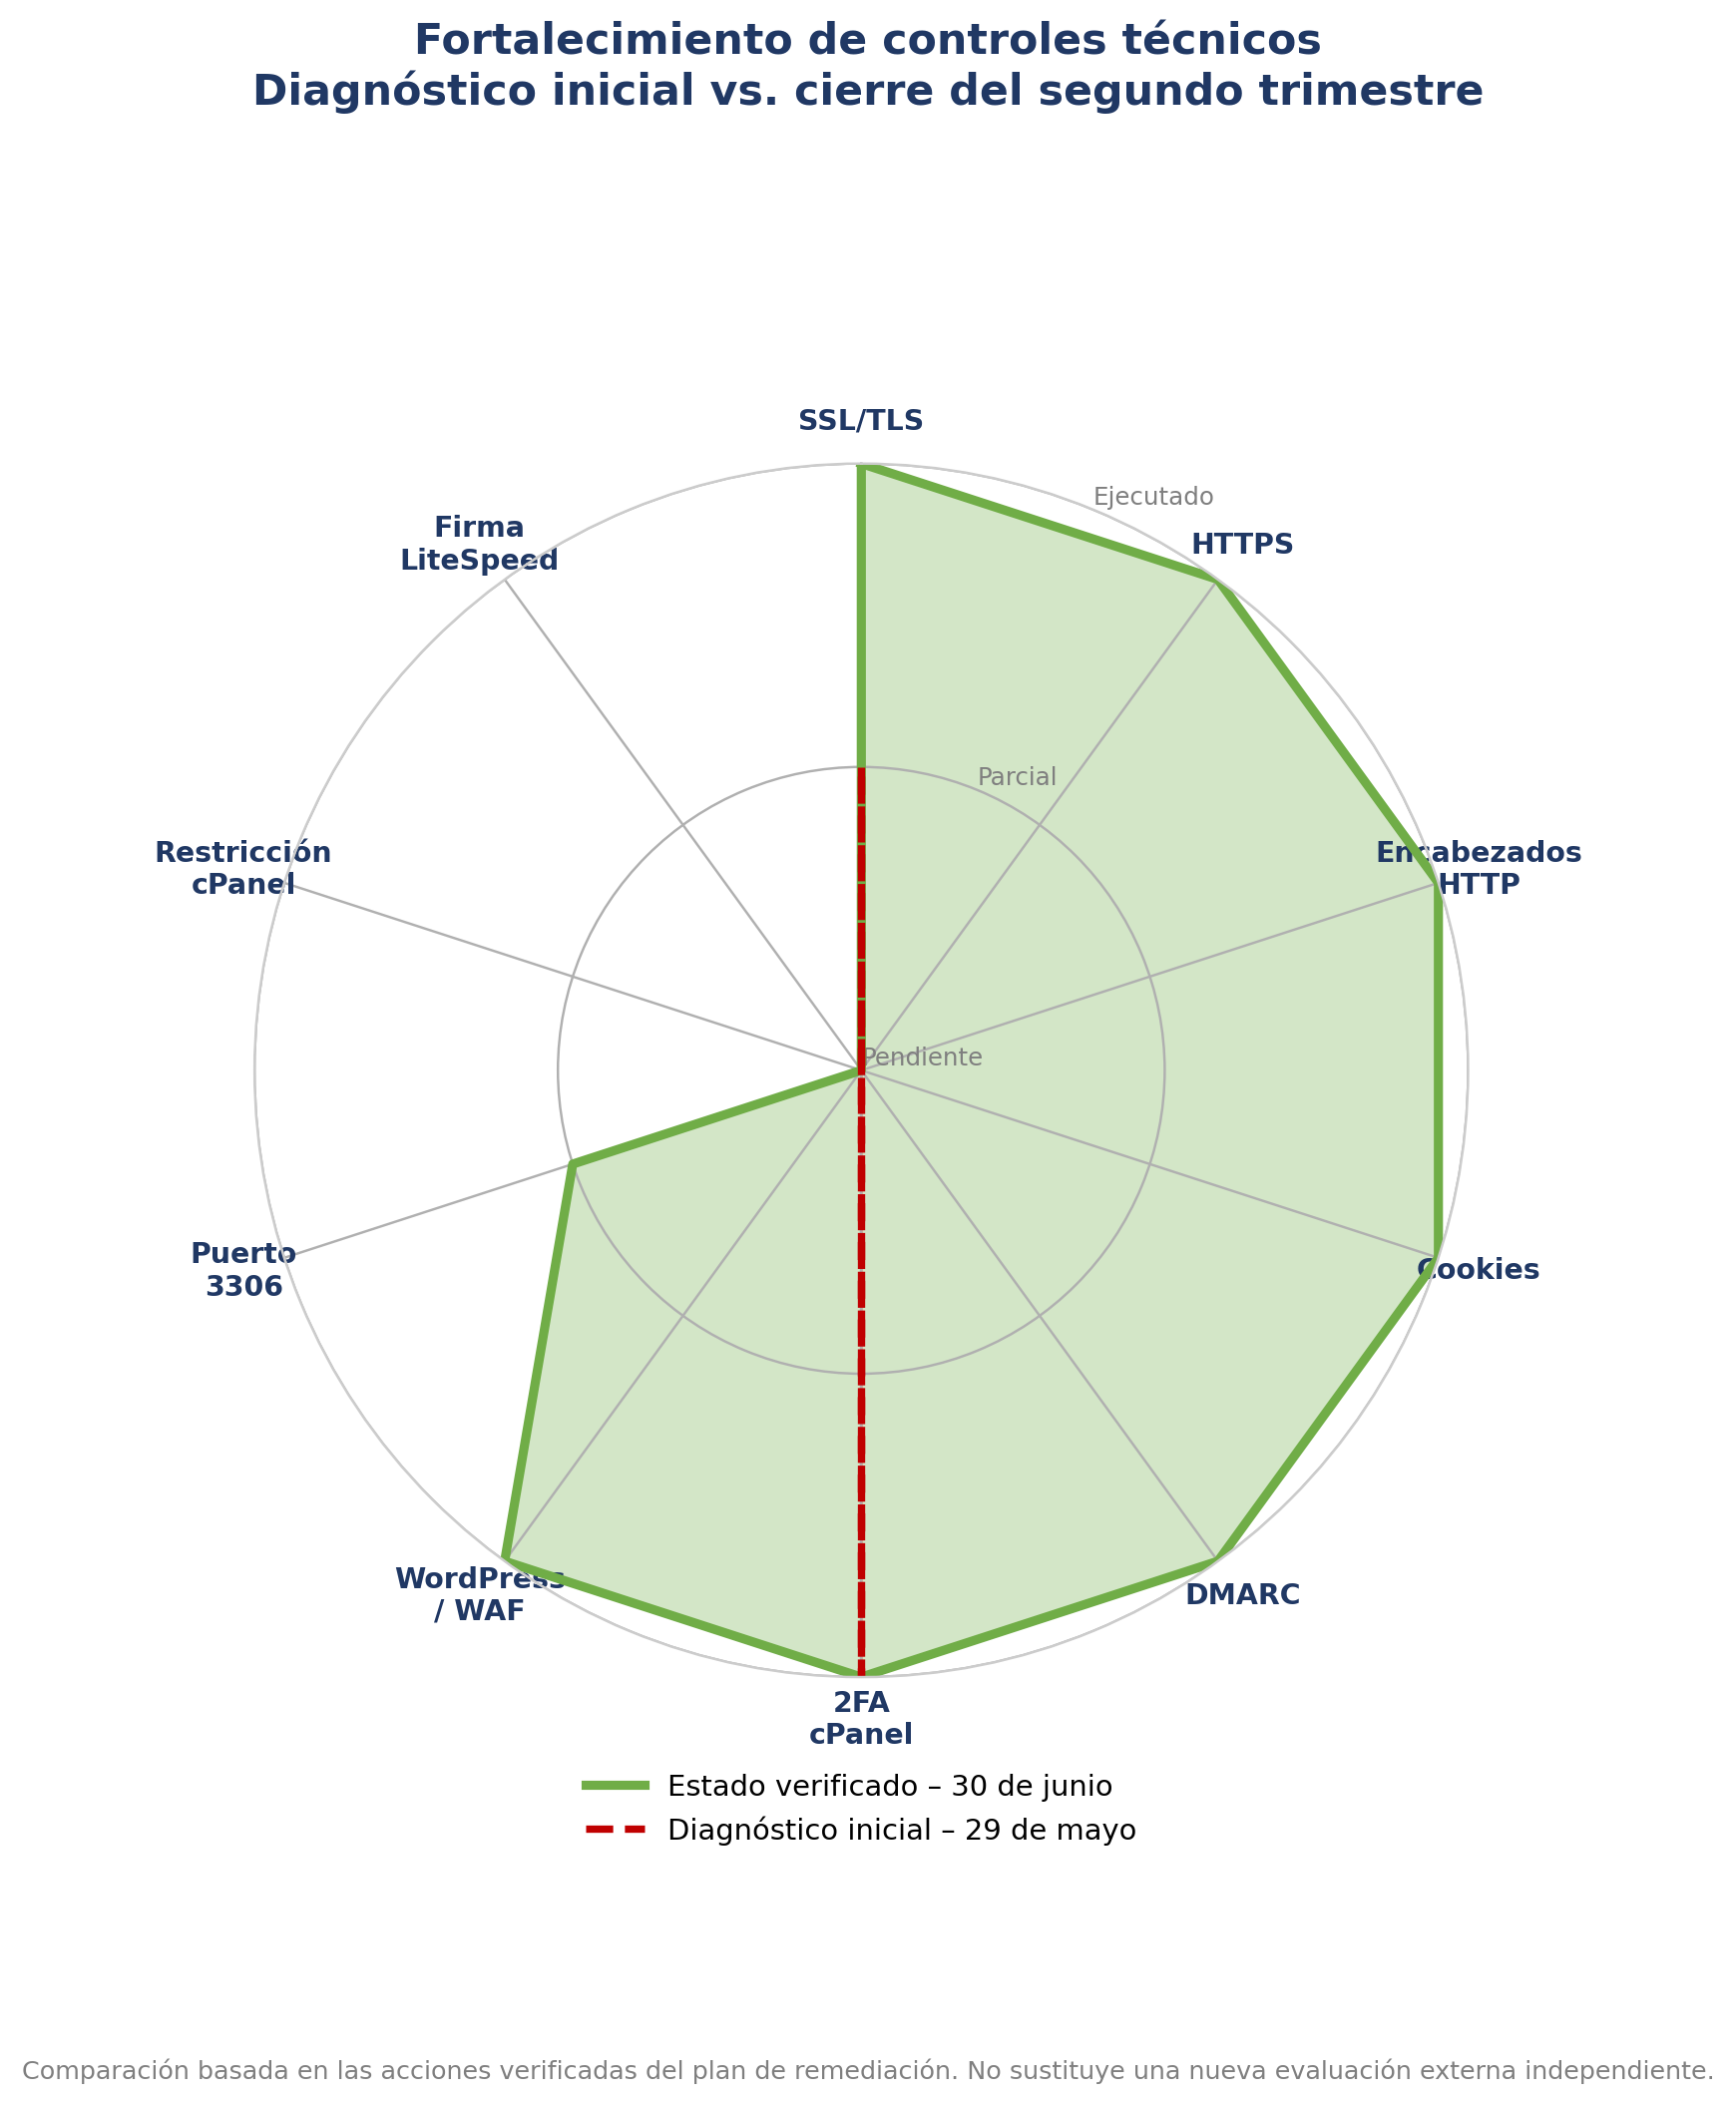 Fortalecimiento de controles técnicos
Diagnóstico inicial vs. cierre del segundo trimestre
SSL/TLS
Ejecutado
Firma
LiteSpeed
HTTPS
Parcial
Restricción
cPanel
Encabezados
HTTP
Pendiente
Puerto
3306
Cookies
WordPress
/ WAF
DMARC
2FA
cPanel
Estado verificado – 30 de junio
Diagnóstico inicial – 29 de mayo
Comparación basada en las acciones verificadas del plan de remediación. No sustituye una nueva evaluación externa independiente.